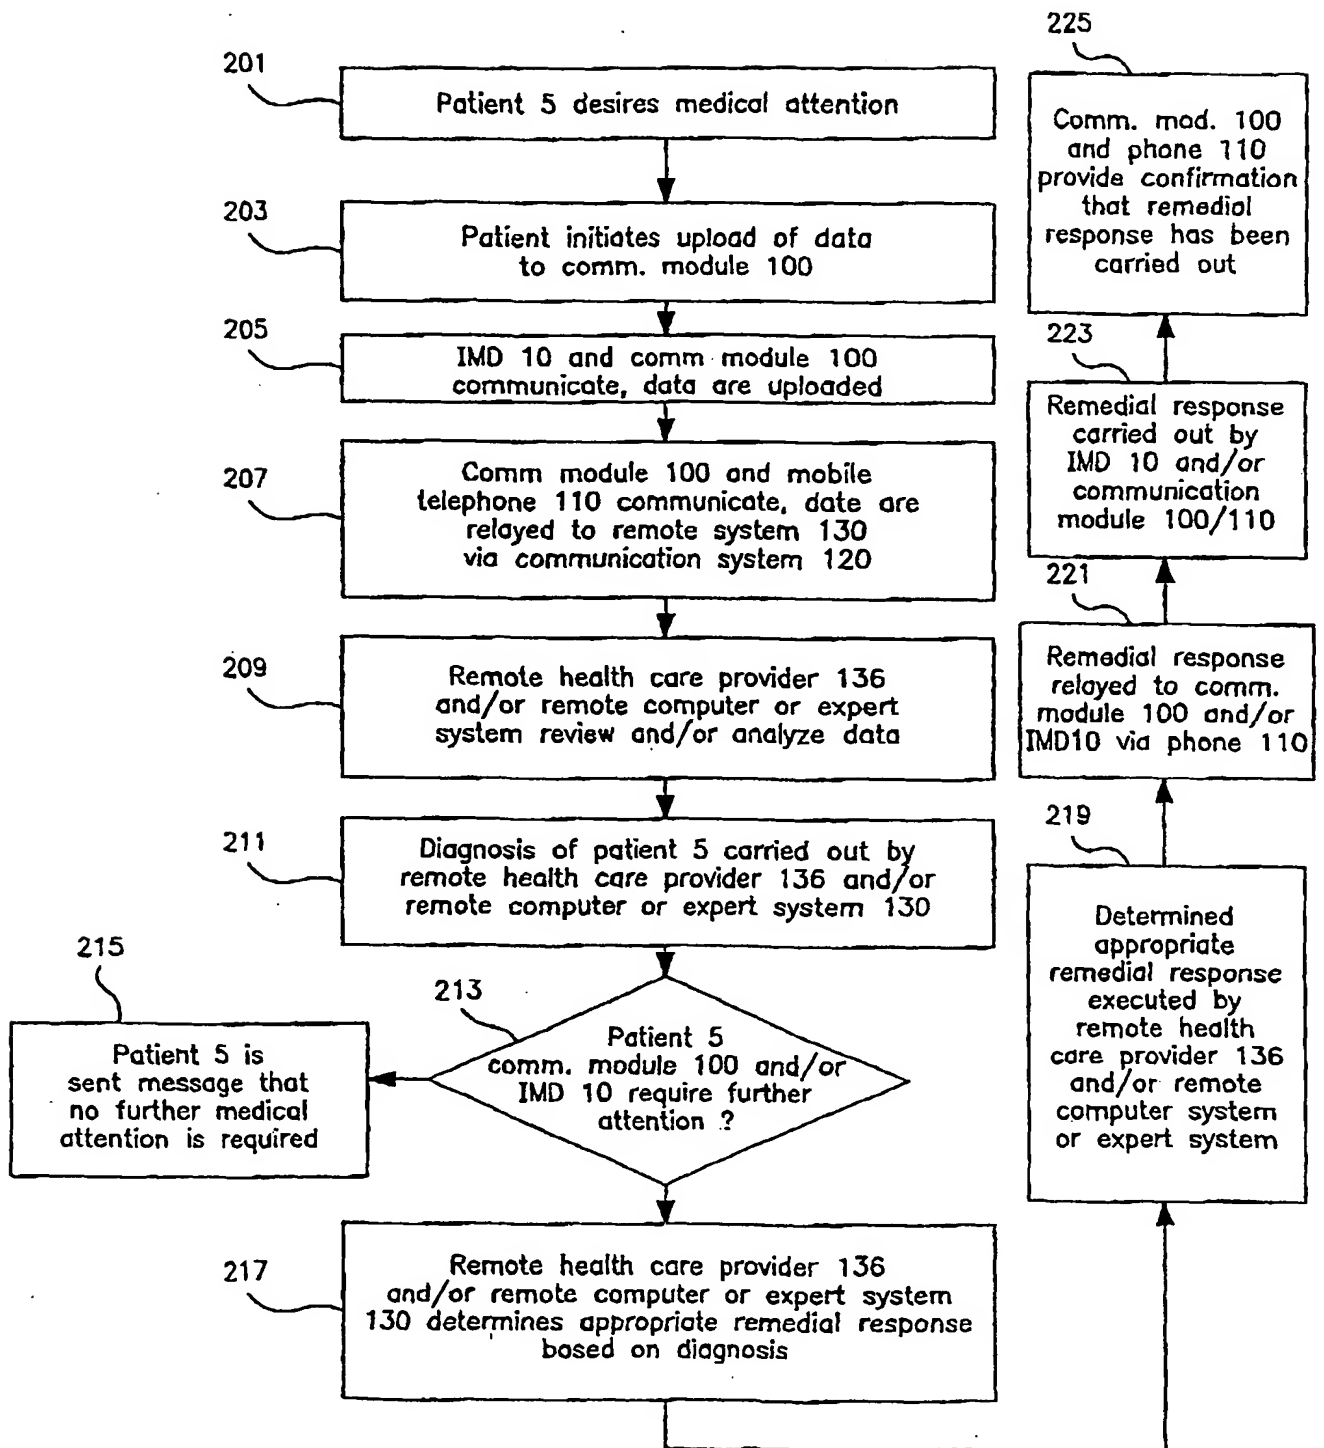 201
Patient 5 desires medical attention
203
Patient initiates upload of data
to comm. module 100
205
IMD 10 and comm module 100
communicate, data are uploaded
207
Comm module 100 and mobile
telephone 110 communicate, date are
relayed to remote system 130
via communication system 120
209
Remote health care provider 136
and/or remote computer or expert
system review and/or analyze data
211
Diagnosis of patient 5 carried out by
remote health care provider 136 and/or
remote computer or expert system 130
213
Patient 5
comm. module 100 and/or
IMD 10 require further
attention ?
215
Patient 5 is
sent message that
no further medical
attention is required
217
Remote health care provider 136
and/or remote computer or expert system
130 determines appropriate remedial response
based on diagnosis
219
Determined
appropriate
remedial response
executed by
remote health
care provider 136
and/or remote
computer system
or expert system
221
Remedial response
relayed to comm.
module 100 and/or
IMD10 via phone 110
223
Remedial response
carried out by
IMD 10 and/or
communication
module 100/110
225
Comm. mod. 100
and phone 110
provide confirmation
that remedial
response has been
carried out